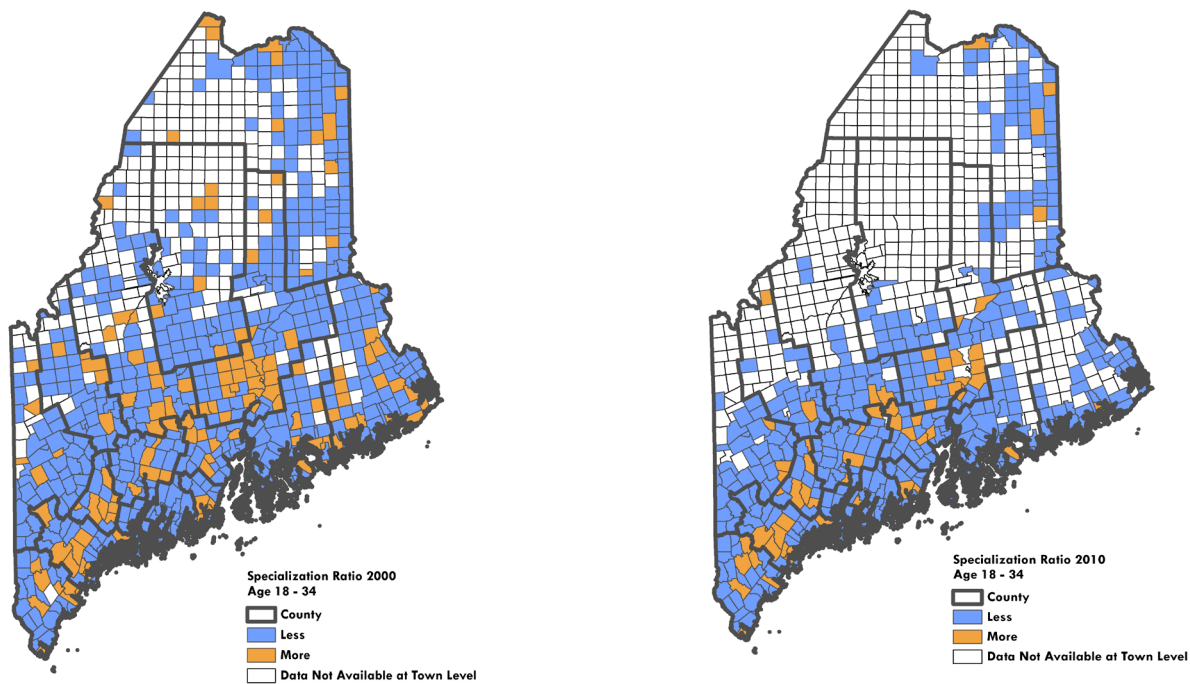 Specialization Ratio 2000
Age 18 - 34
County
Less
More
Data Not Available at Town Level
Specialization Ratio 2010
Age 18 - 34
County
Less
More
Data Not Available at Town Level